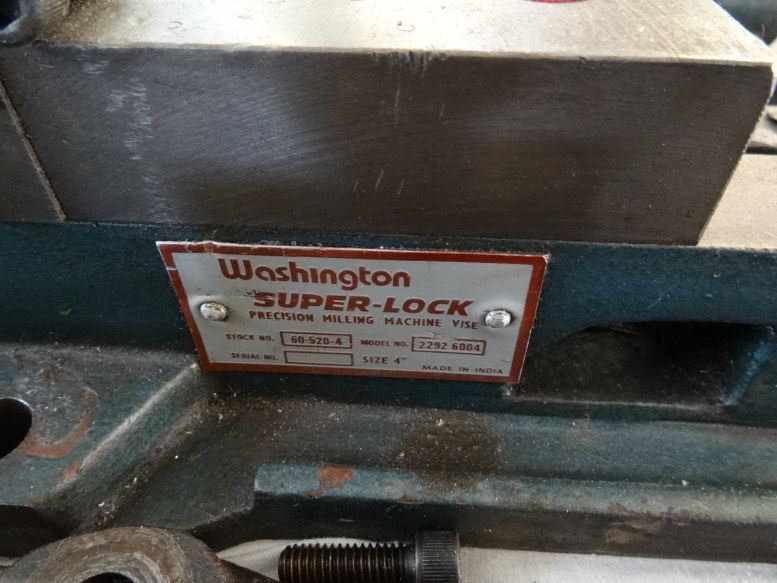 Washington
SUPER-LOCK
PRECISION MILLING MACHINE VISE
STOCK NO. 60-520-4 MODEL NO. 2292 6004
SERIAL NO. SIZE 4"
MADE IN INDIA